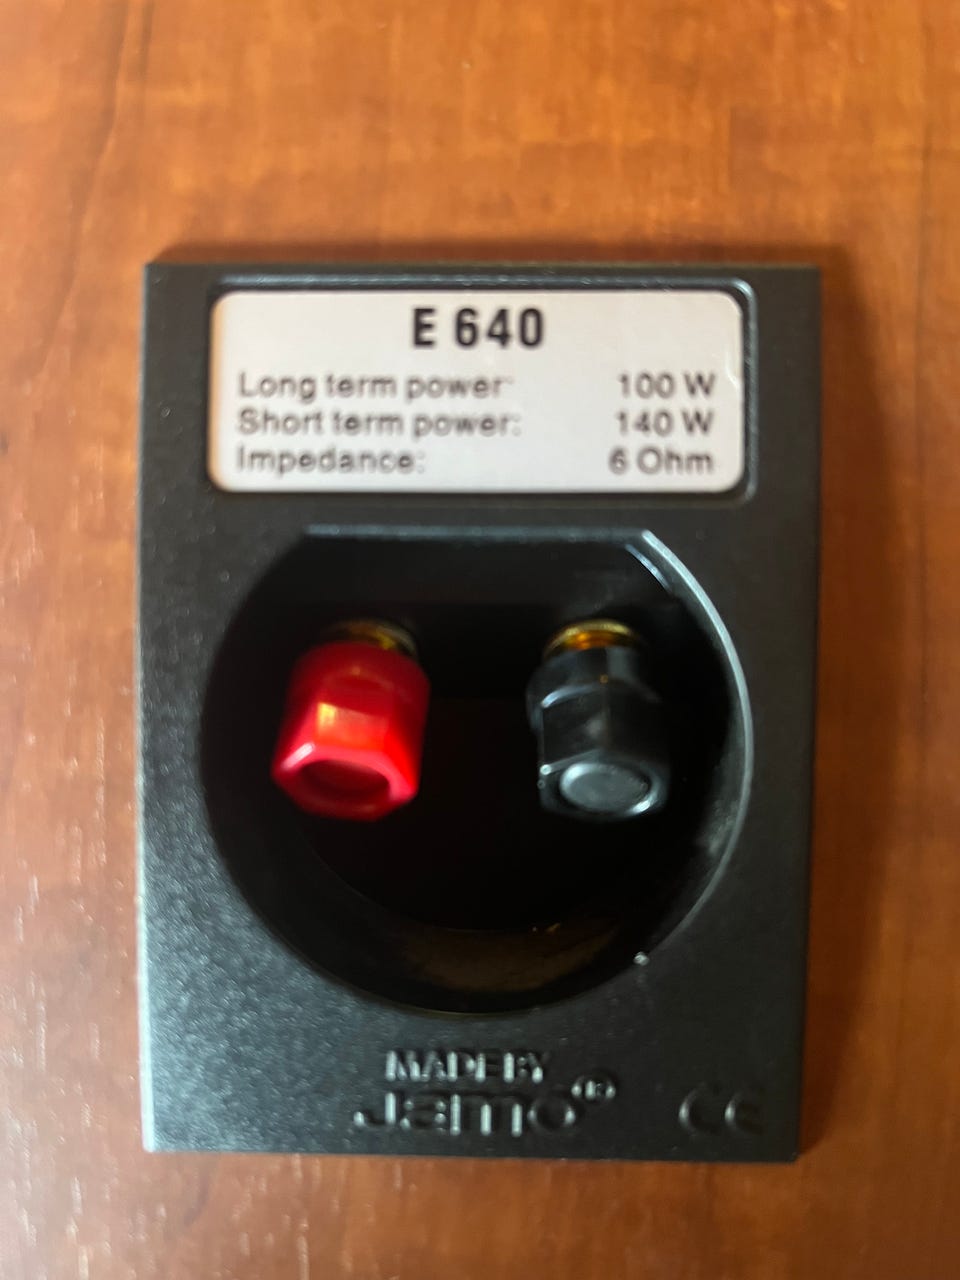 E 640
Long term power: 100 W
Short term power: 140 W
Impedance: 6 Ohm
MADE BY
Jamo®
CE